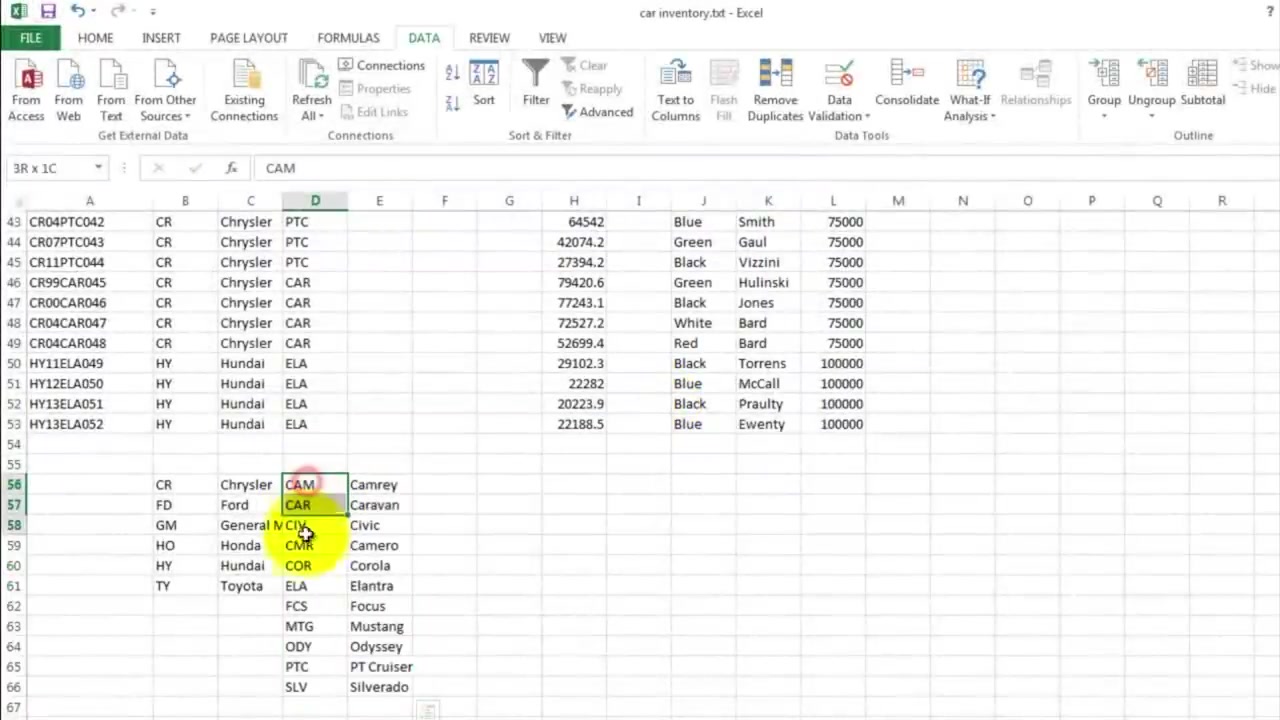 car inventory.txt - Excel
?
FILE HOME INSERT PAGE LAYOUT FORMULAS DATA REVIEW VIEW
From Access
From Web
From Text
From Other Sources
Existing Connections
Get External Data
Refresh All
Connections
Properties
Edit Links
Connections
Sort
Filter
Clear
Reapply
Advanced
Sort & Filter
Text to Columns
Flash Fill
Remove Duplicates
Data Validation
Consolidate
What-If Analysis
Relationships
Data Tools
Group
Ungroup
Subtotal
Show
Hide
Outline
3R x 1C CAM
A B C D E F G H I J K L M N O P Q R
43 CR04PTC042 CR Chrysler PTC 64542 Blue Smith 75000
44 CR07PTC043 CR Chrysler PTC 42074.2 Green Gaul 75000
45 CR11PTC044 CR Chrysler PTC 27394.2 Black Vizzini 75000
46 CR99CAR045 CR Chrysler CAR 79420.6 Green Hulinski 75000
47 CR00CAR046 CR Chrysler CAR 77243.1 Black Jones 75000
48 CR04CAR047 CR Chrysler CAR 72527.2 White Bard 75000
49 CR04CAR048 CR Chrysler CAR 52699.4 Red Bard 75000
50 HY11ELA049 HY Hundai ELA 29102.3 Black Torrens 100000
51 HY12ELA050 HY Hundai ELA 22282 Blue McCall 100000
52 HY13ELA051 HY Hundai ELA 20223.9 Black Praulty 100000
53 HY13ELA052 HY Hundai ELA 22188.5 Blue Ewenty 100000
54
55
56 CR Chrysler CAM Camrey
57 FD Ford CAR Caravan
58 GM General M CIV Civic
59 HO Honda CMR Camero
60 HY Hundai COR Corola
61 TY Toyota ELA Elantra
62 FCS Focus
63 MTG Mustang
64 ODY Odyssey
65 PTC PT Cruiser
66 SLV Silverado
67